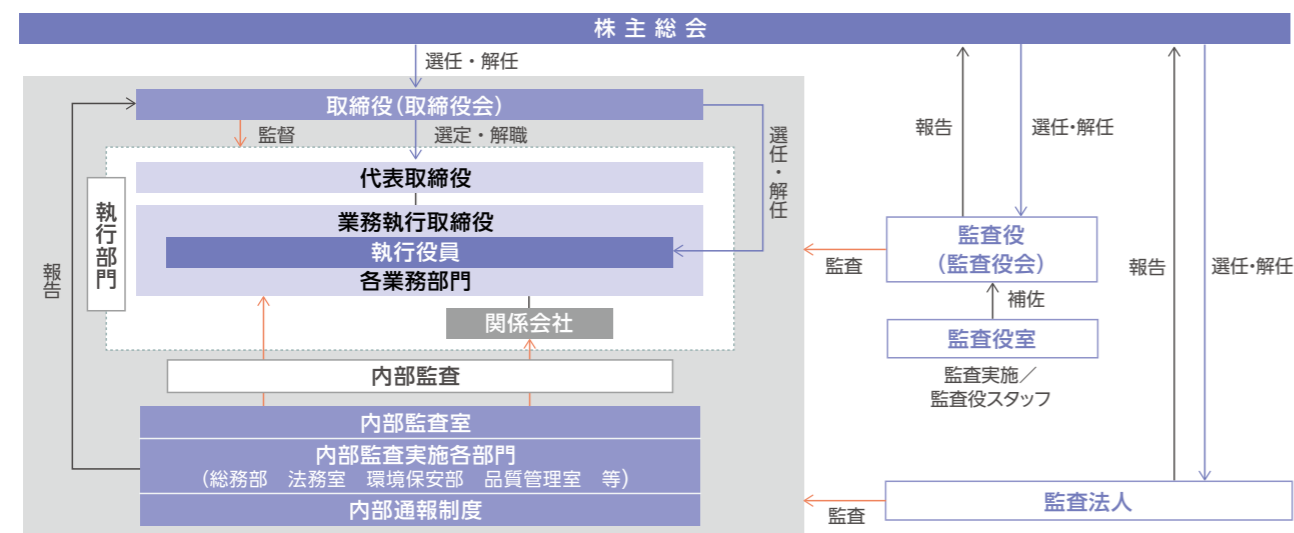 株主総会
選任・解任
取締役(取締役会)
監督
選定・解職
選任・解任
代表取締役
執行部門
業務執行取締役
執行役員
各業務部門
関係会社
報告
内部監査
内部監査室
内部監査実施各部門
(総務部 法務室 環境保安部 品質管理室 等)
内部通報制度
報告
選任・解任
監査
監査役
(監査役会)
補佐
監査役室
監査実施/
監査役スタッフ
報告
選任・解任
監査
監査法人